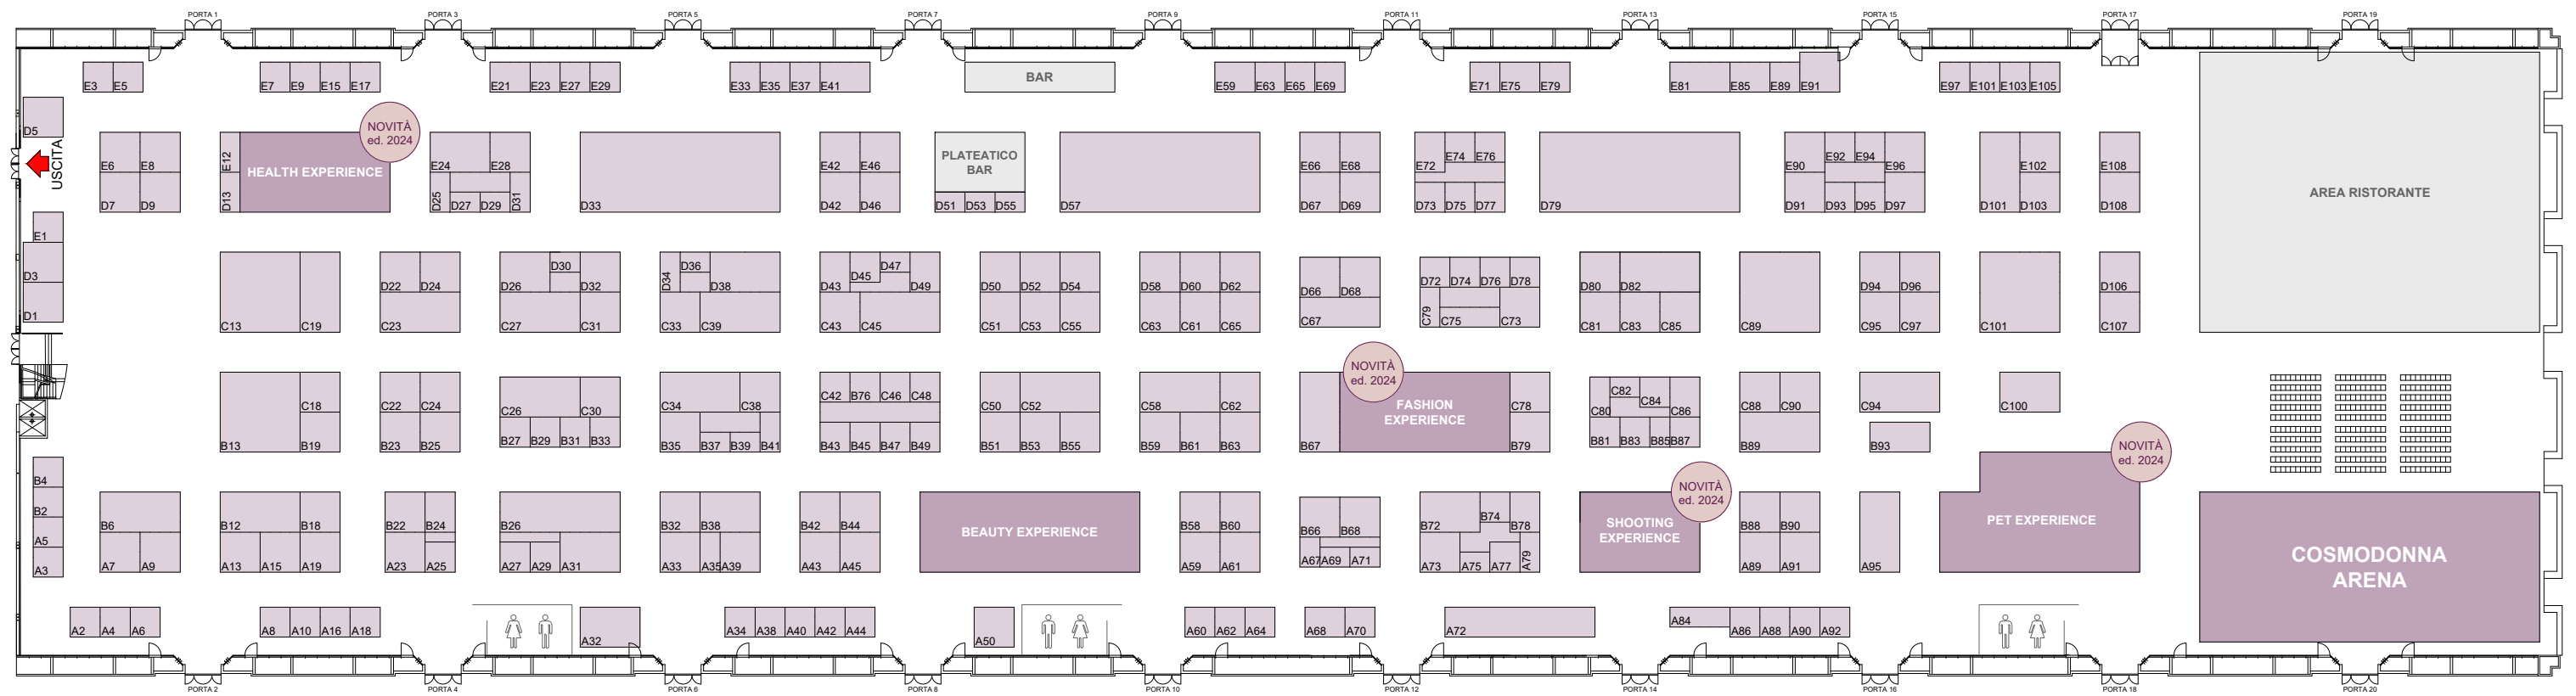 PORTA 1 PORTA 3 PORTA 5 PORTA 7 PORTA 9 PORTA 11 PORTA 13 PORTA 15 PORTA 17 PORTA 19
BAR
E3 E5 E7 E9 E15 E17 E21 E23 E27 E29 E33 E35 E37 E41 E59 E63 E65 E69 E71 E75 E79 E81 E85 E89 E91 E97 E101 E103 E105
D5
USCITA
NOVITÀ
ed. 2024
E6 E8 E12 E24 E28 E42 E46 E66 E68 E72 E74 E76 E90 E92 E94 E96 E102 E108
HEALTH EXPERIENCE
PLATEATICO
BAR
AREA RISTORANTE
D7 D9 D13 D25 D27 D29 D31 D33 D42 D46 D51 D53 D55 D57 D67 D69 D73 D75 D77 D79 D91 D93 D95 D97 D101 D103 D108
E1
D3
D1
D22 D24 D26 D30 D32 D34 D36 D38 D43 D45 D47 D49 D50 D52 D54 D58 D60 D62 D66 D68 D72 D74 D76 D78 D80 D82 D94 D96 D106
C13 C19 C23 C27 C31 C33 C39 C43 C45 C51 C53 C55 C63 C61 C65 C67 C79 C75 C73 C81 C83 C85 C89 C95 C97 C101 C107
NOVITÀ
ed. 2024
C18 C22 C24 C26 C30 C34 C38 C42 B76 C46 C48 C50 C52 C58 C62 C78 C80 C82 C84 C86 C88 C90 C94 C100
FASHION
EXPERIENCE
B13 B19 B23 B25 B27 B29 B31 B33 B35 B37 B39 B41 B43 B45 B47 B49 B51 B53 B55 B59 B61 B63 B67 B79 B81 B83 B85 B87 B89 B93
NOVITÀ
ed. 2024
NOVITÀ
ed. 2024
B4
B2
A5
A3
B6 B12 B18 B22 B24 B26 B32 B38 B42 B44 B58 B60 B66 B68 B72 B74 B78 B88 B90
BEAUTY EXPERIENCE
SHOOTING
EXPERIENCE
PET EXPERIENCE
COSMODONNA
ARENA
A7 A9 A13 A15 A19 A23 A25 A27 A29 A31 A33 A35 A39 A43 A45 A59 A61 A67 A69 A71 A73 A75 A77 A79 A89 A91 A95
A2 A4 A6 A8 A10 A16 A18 A32 A34 A38 A40 A42 A44 A50 A60 A62 A64 A68 A70 A72 A84 A86 A88 A90 A92
PORTA 2 PORTA 4 PORTA 6 PORTA 8 PORTA 10 PORTA 12 PORTA 14 PORTA 16 PORTA 18 PORTA 20